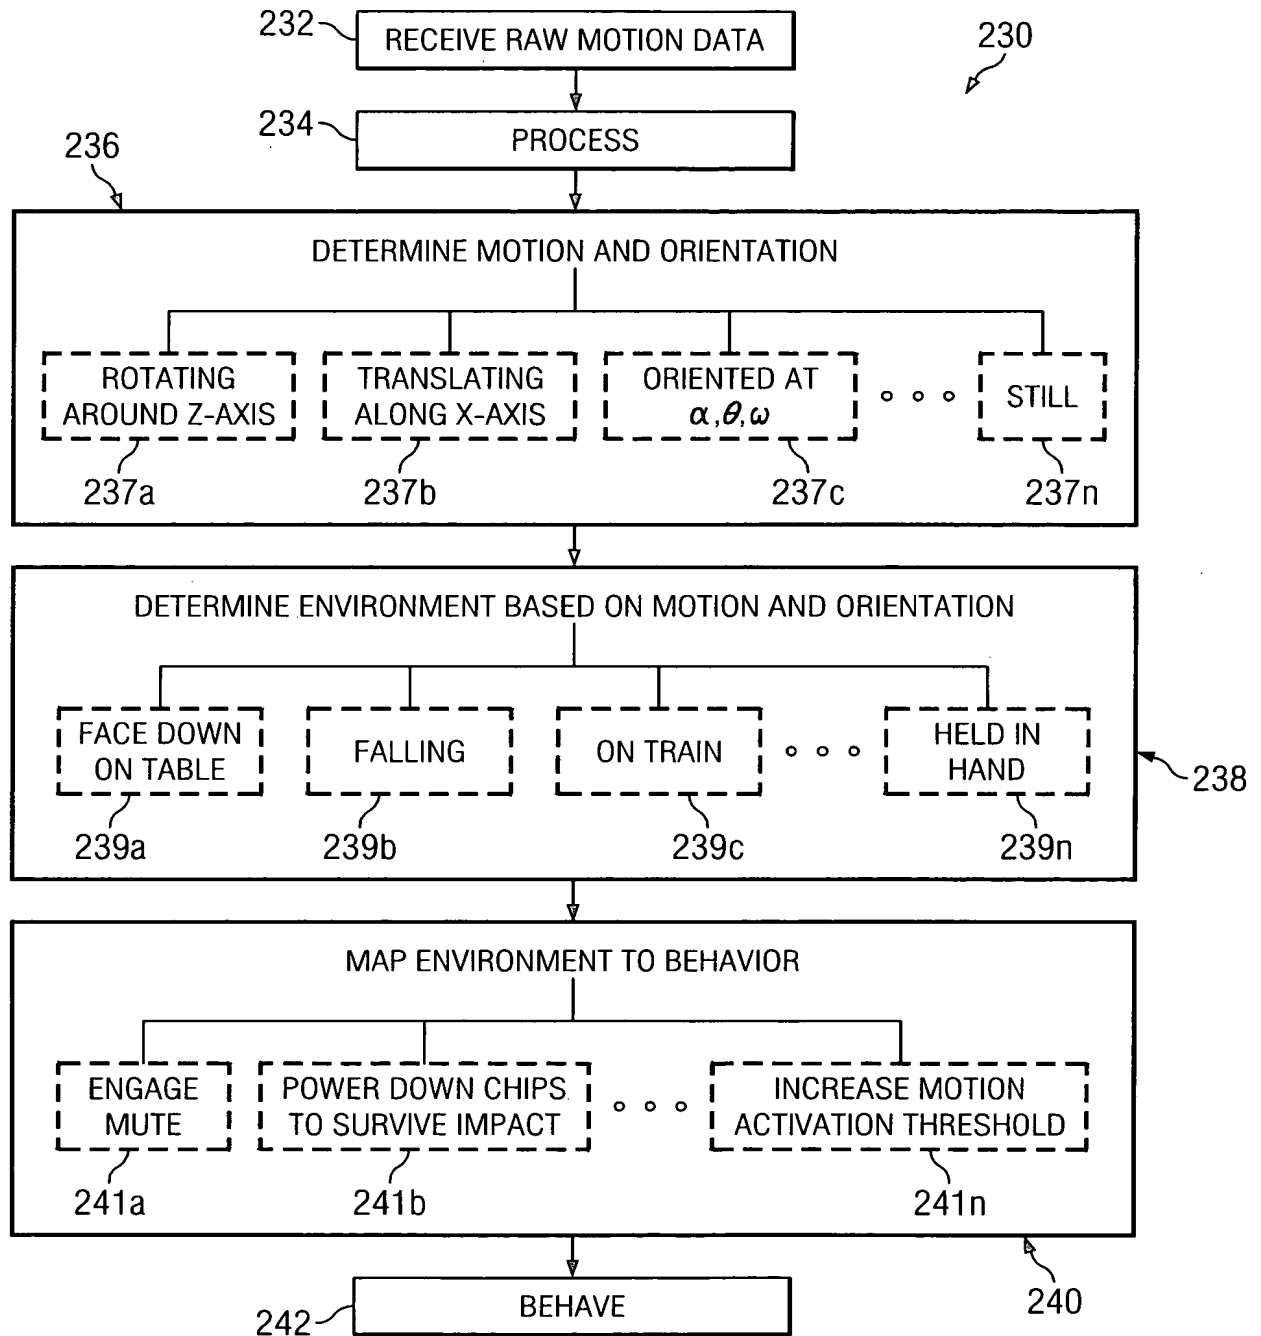 232
RECEIVE RAW MOTION DATA
230
234
PROCESS
236
DETERMINE MOTION AND ORIENTATION
ROTATING
AROUND Z-AXIS
TRANSLATING
ALONG X-AXIS
ORIENTED AT
α,θ,ω
STILL
237a
237b
237c
237n
DETERMINE ENVIRONMENT BASED ON MOTION AND ORIENTATION
FACE DOWN
ON TABLE
FALLING
ON TRAIN
HELD IN
HAND
238
239a
239b
239c
239n
MAP ENVIRONMENT TO BEHAVIOR
ENGAGE
MUTE
POWER DOWN CHIPS
TO SURVIVE IMPACT
INCREASE MOTION
ACTIVATION THRESHOLD
241a
241b
241n
240
242
BEHAVE